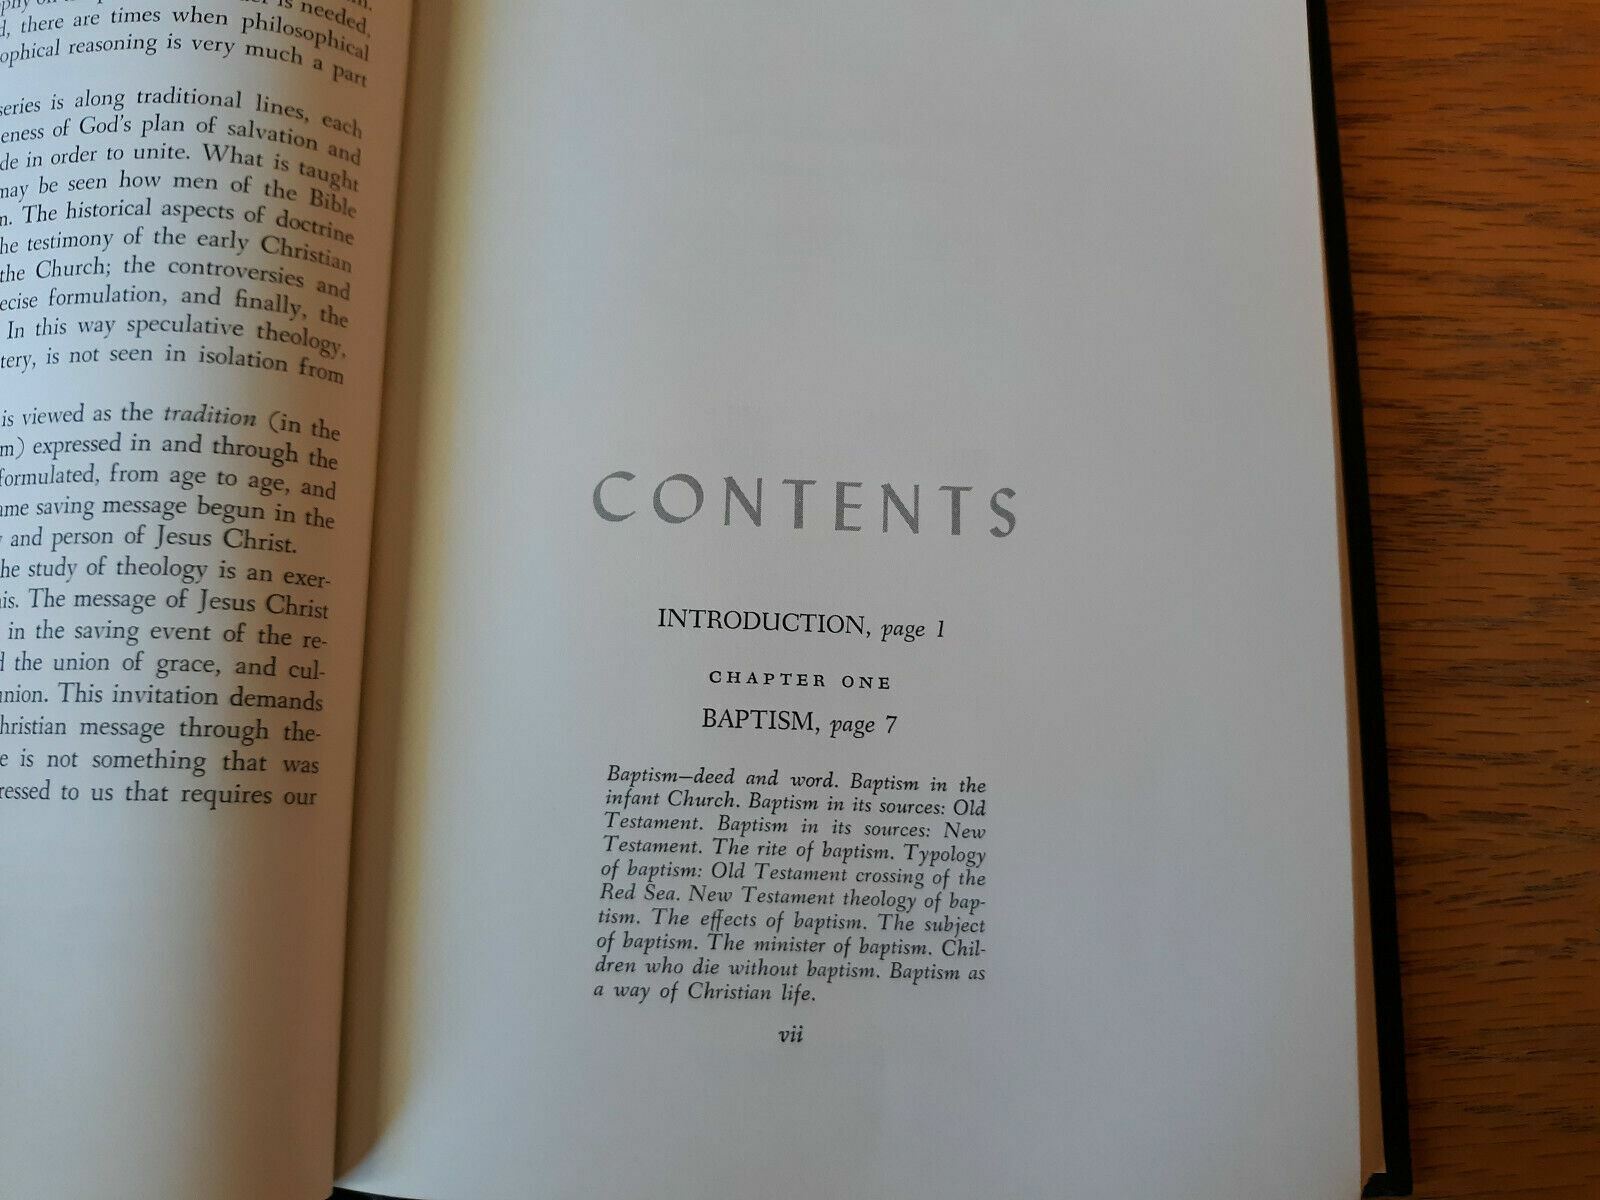 is needed,
there are times when philosophical
ophical reasoning is very much a part
series is along traditional lines, each
eness of God's plan of salvation and
de in order to unite. What is taught
may be seen how men of the Bible
n. The historical aspects of doctrine
he testimony of the early Christian
the Church; the controversies and
ecise formulation, and finally, the
In this way speculative theology,
tery, is not seen in isolation from
is viewed as the tradition (in the
m) expressed in and through the
formulated, from age to age, and
ame saving message begun in the
and person of Jesus Christ.
he study of theology is an exer-
is. The message of Jesus Christ
in the saving event of the re-
d the union of grace, and cul-
nion. This invitation demands
hristian message through the-
e is not something that was
ressed to us that requires our
CONTENTS
INTRODUCTION, page 1
CHAPTER ONE
BAPTISM, page 7
Baptism—deed and word. Baptism in the
infant Church. Baptism in its sources: Old
Testament. Baptism in its sources: New
Testament. The rite of baptism. Typology
of baptism: Old Testament crossing of the
Red Sea. New Testament theology of bap-
tism. The effects of baptism. The subject
of baptism. The minister of baptism. Chil-
dren who die without baptism. Baptism as
a way of Christian life.
vii